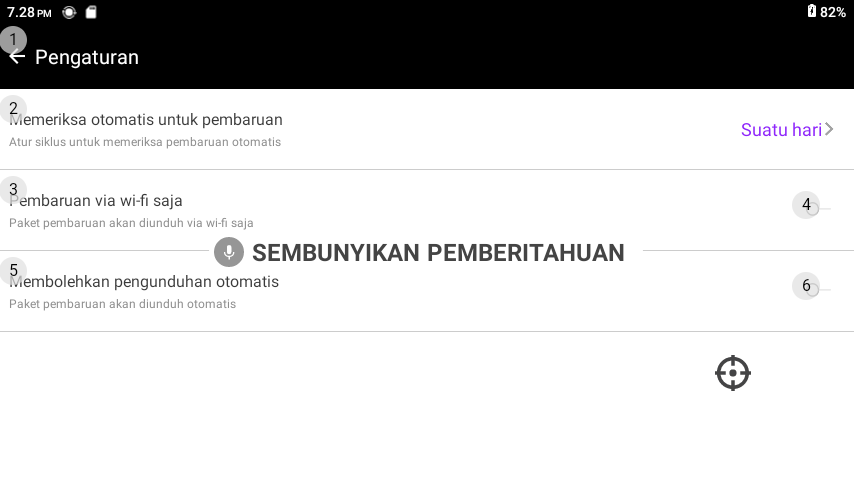 7.28 PM
82%
1
Pengaturan
2
Memeriksa otomatis untuk pembaruan
Atur siklus untuk memeriksa pembaruan otomatis
Suatu hari
3
Pembaruan via wi-fi saja
Paket pembaruan akan diunduh via wi-fi saja
4
SEMBUNYIKAN PEMBERITAHUAN
5
Membolehkan pengunduhan otomatis
Paket pembaruan akan diunduh otomatis
6